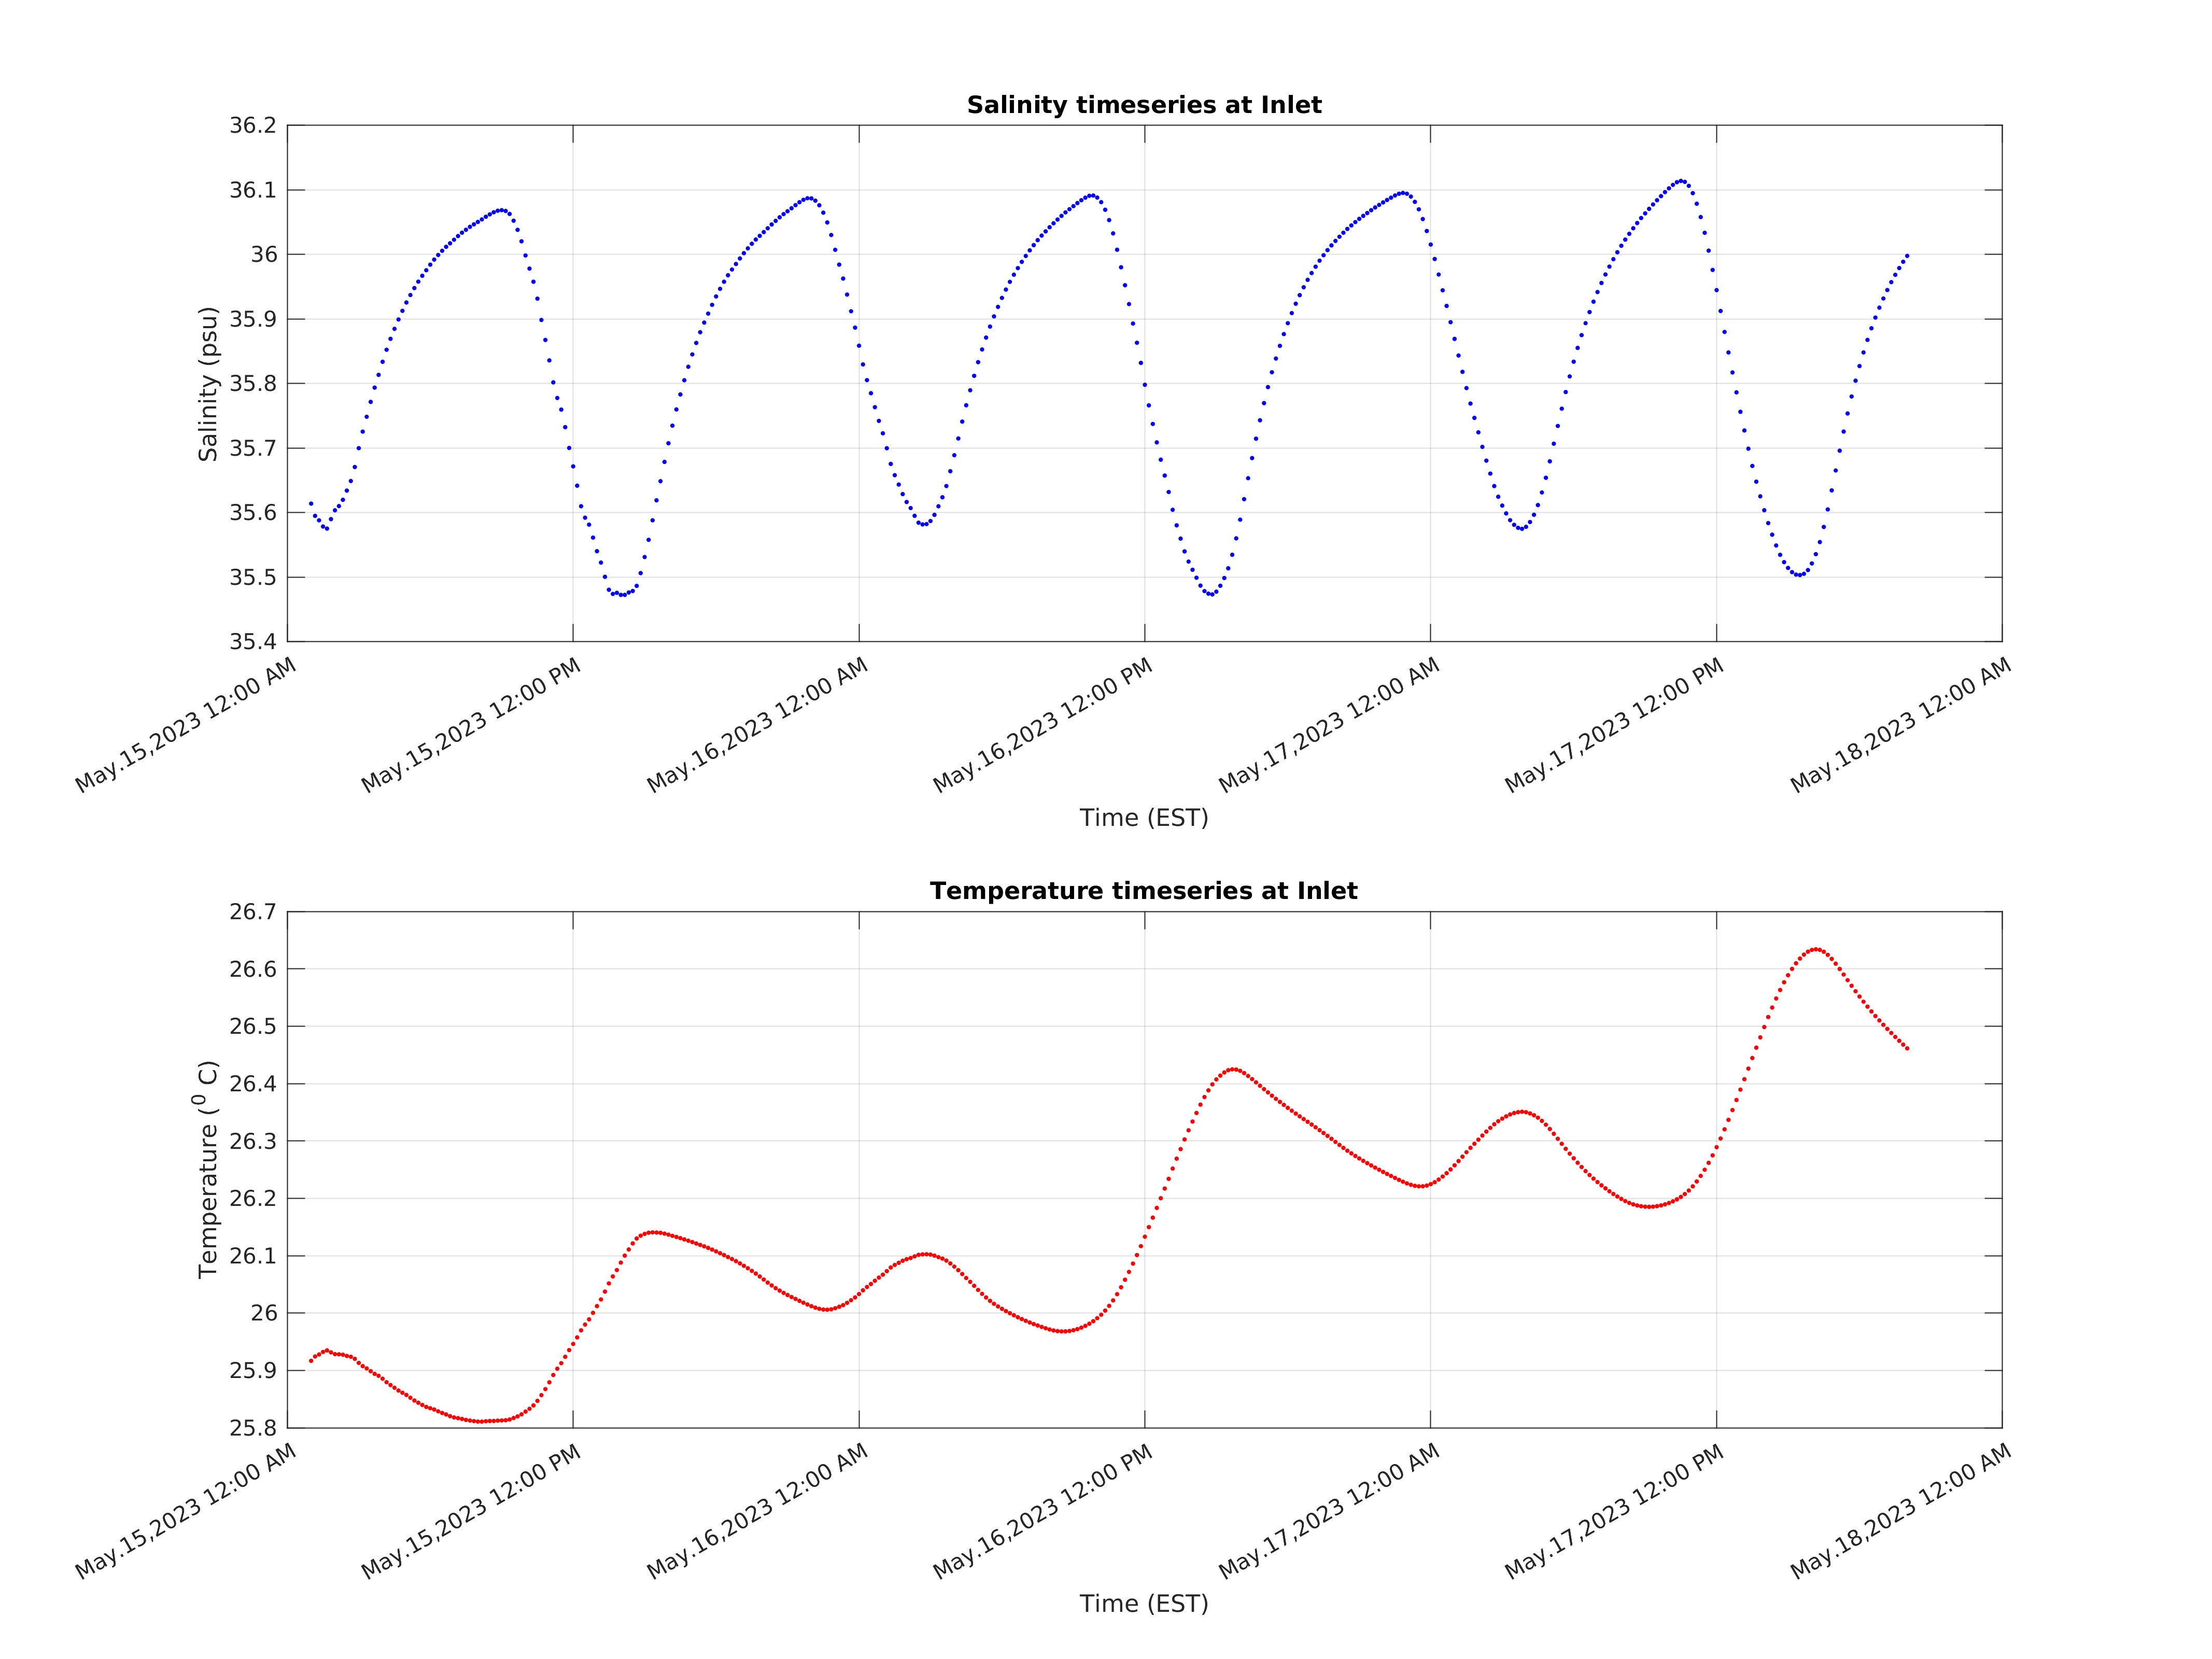 Salinity timeseries at Inlet
36.2
36.1
36
35.9
35.8
35.7
35.6
35.5
35.4
Salinity (psu)
May.15,2023 12:00 AM
May.15,2023 12:00 PM
May.16,2023 12:00 AM
May.16,2023 12:00 PM
May.17,2023 12:00 AM
May.17,2023 12:00 PM
May.18,2023 12:00 AM
Time (EST)
Temperature timeseries at Inlet
26.7
26.6
26.5
26.4
26.3
26.2
26.1
26
25.9
25.8
Temperature (⁰ C)
May.15,2023 12:00 AM
May.15,2023 12:00 PM
May.16,2023 12:00 AM
May.16,2023 12:00 PM
May.17,2023 12:00 AM
May.17,2023 12:00 PM
May.18,2023 12:00 AM
Time (EST)